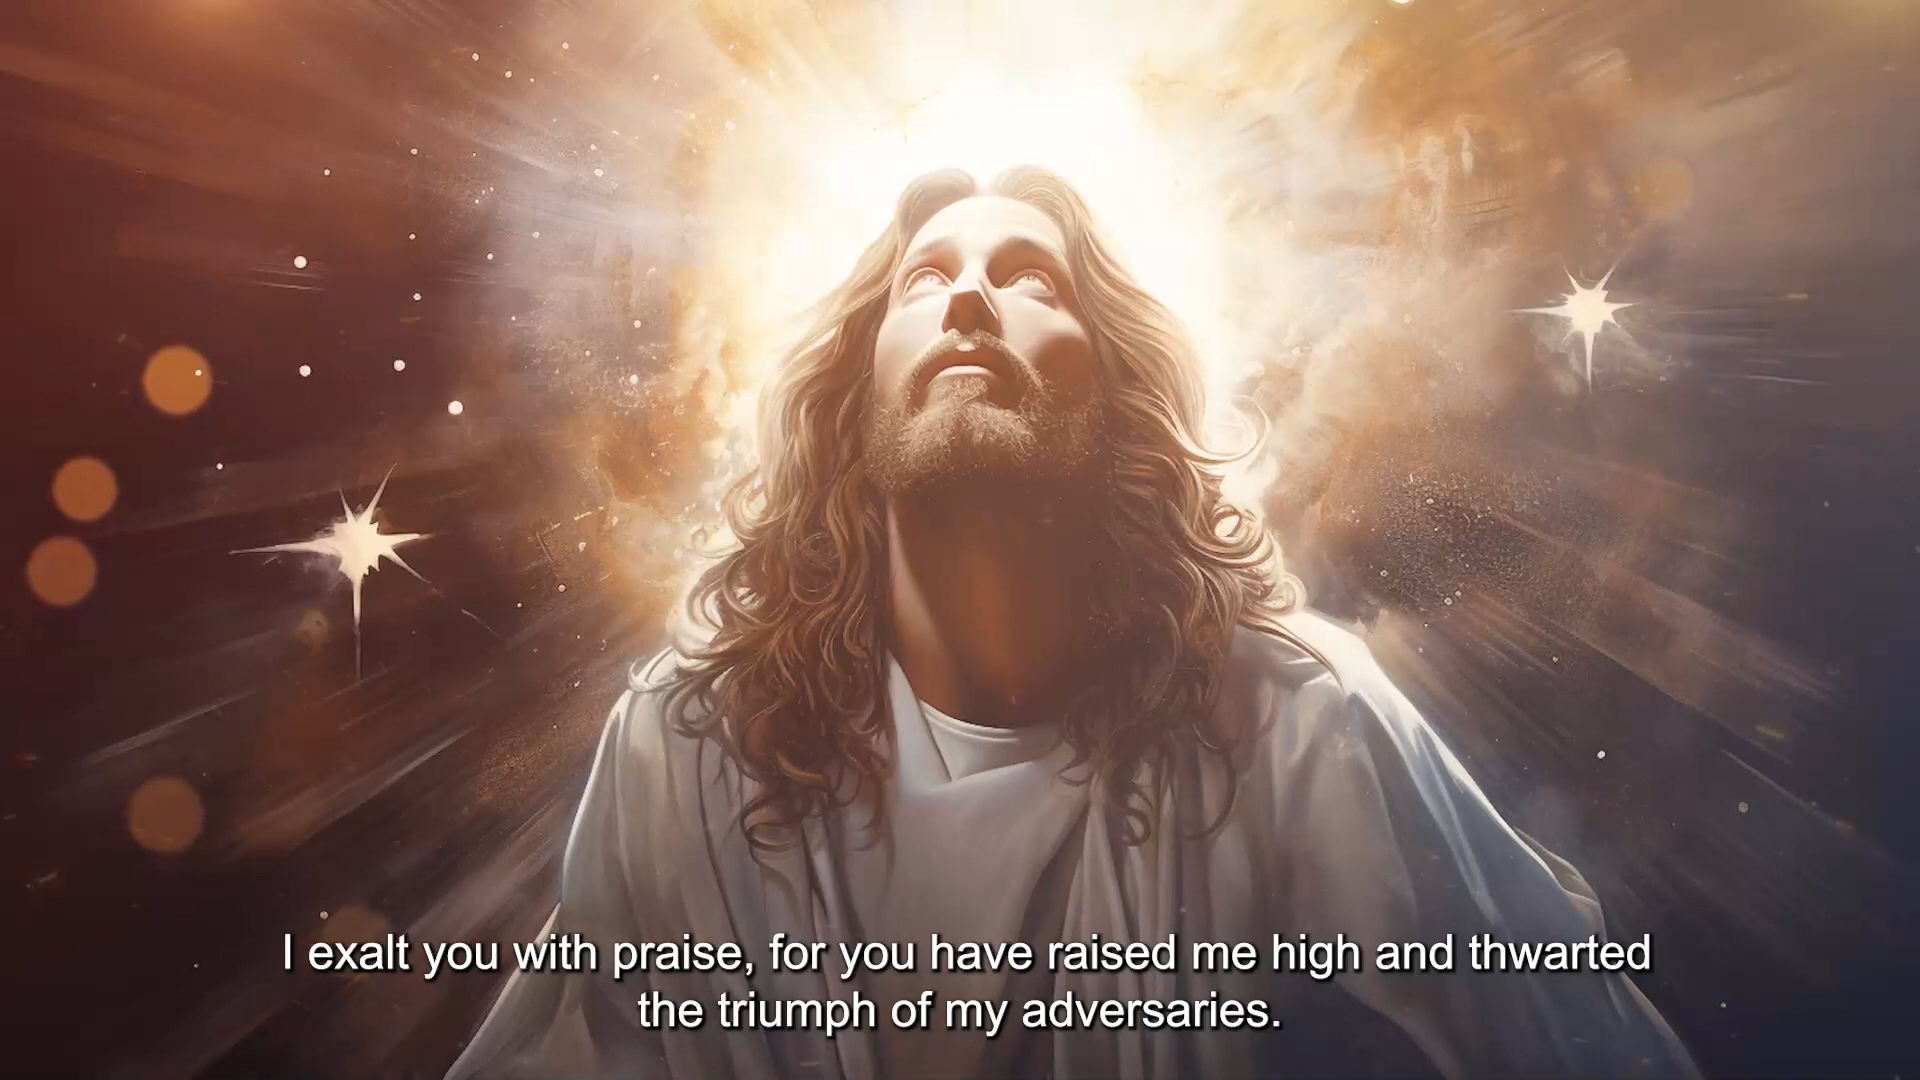 I exalt you with praise, for you have raised me high and thwarted
the triumph of my adversaries.